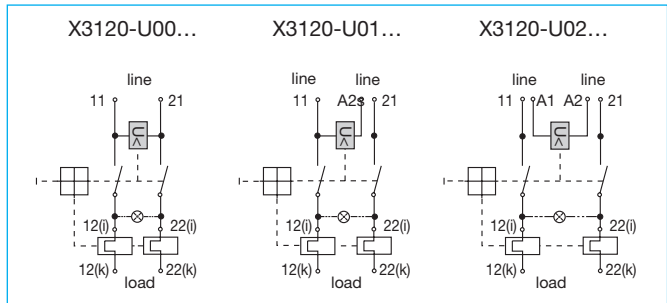 X3120-U00... X3120-U01... X3120-U02...
line line line line line
11 21 11 A2s 21 11 A1 A2 21
U< U< U<
12(i) 22(i) 12(i) 22(i) 12(i) 22(i)
12(k) 22(k) 12(k) 22(k) 12(k) 22(k)
load load load